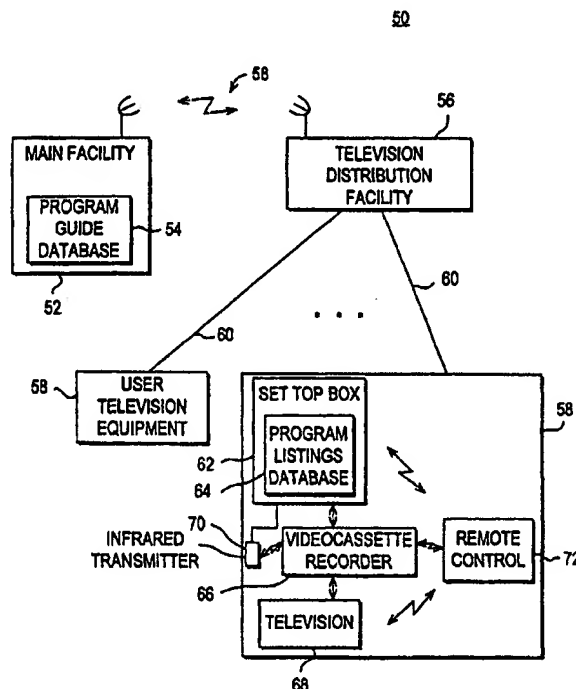 50
58
56
MAIN FACILITY
PROGRAM
GUIDE
DATABASE
54
52
TELEVISION
DISTRIBUTION
FACILITY
60
60
. . .
58
USER
TELEVISION
EQUIPMENT
58
SET TOP BOX
PROGRAM
LISTINGS
DATABASE
62
64
70
INFRARED
TRANSMITTER
VIDEOCASSETTE
RECORDER
66
REMOTE
CONTROL
72
TELEVISION
68